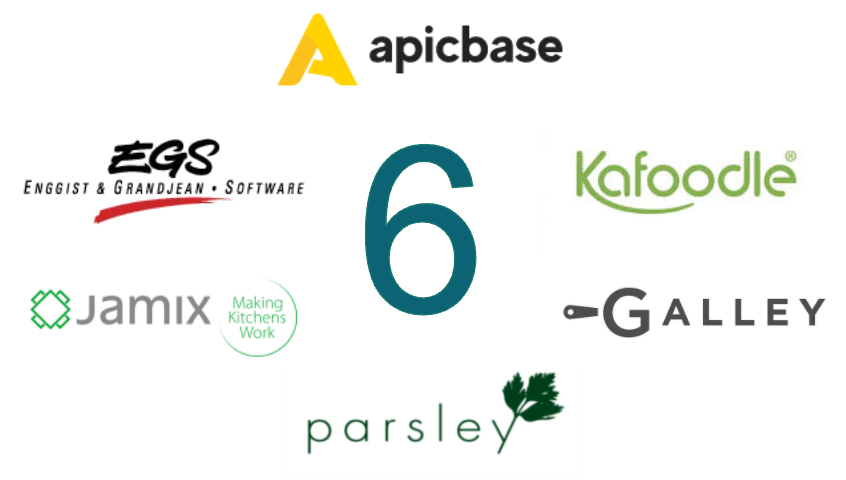 apicbase
EGS
ENGGIST & GRANDJEAN • SOFTWARE
6
Kafoodle®
JAMIX
Making
Kitchens
Work
GALLEY
parsley